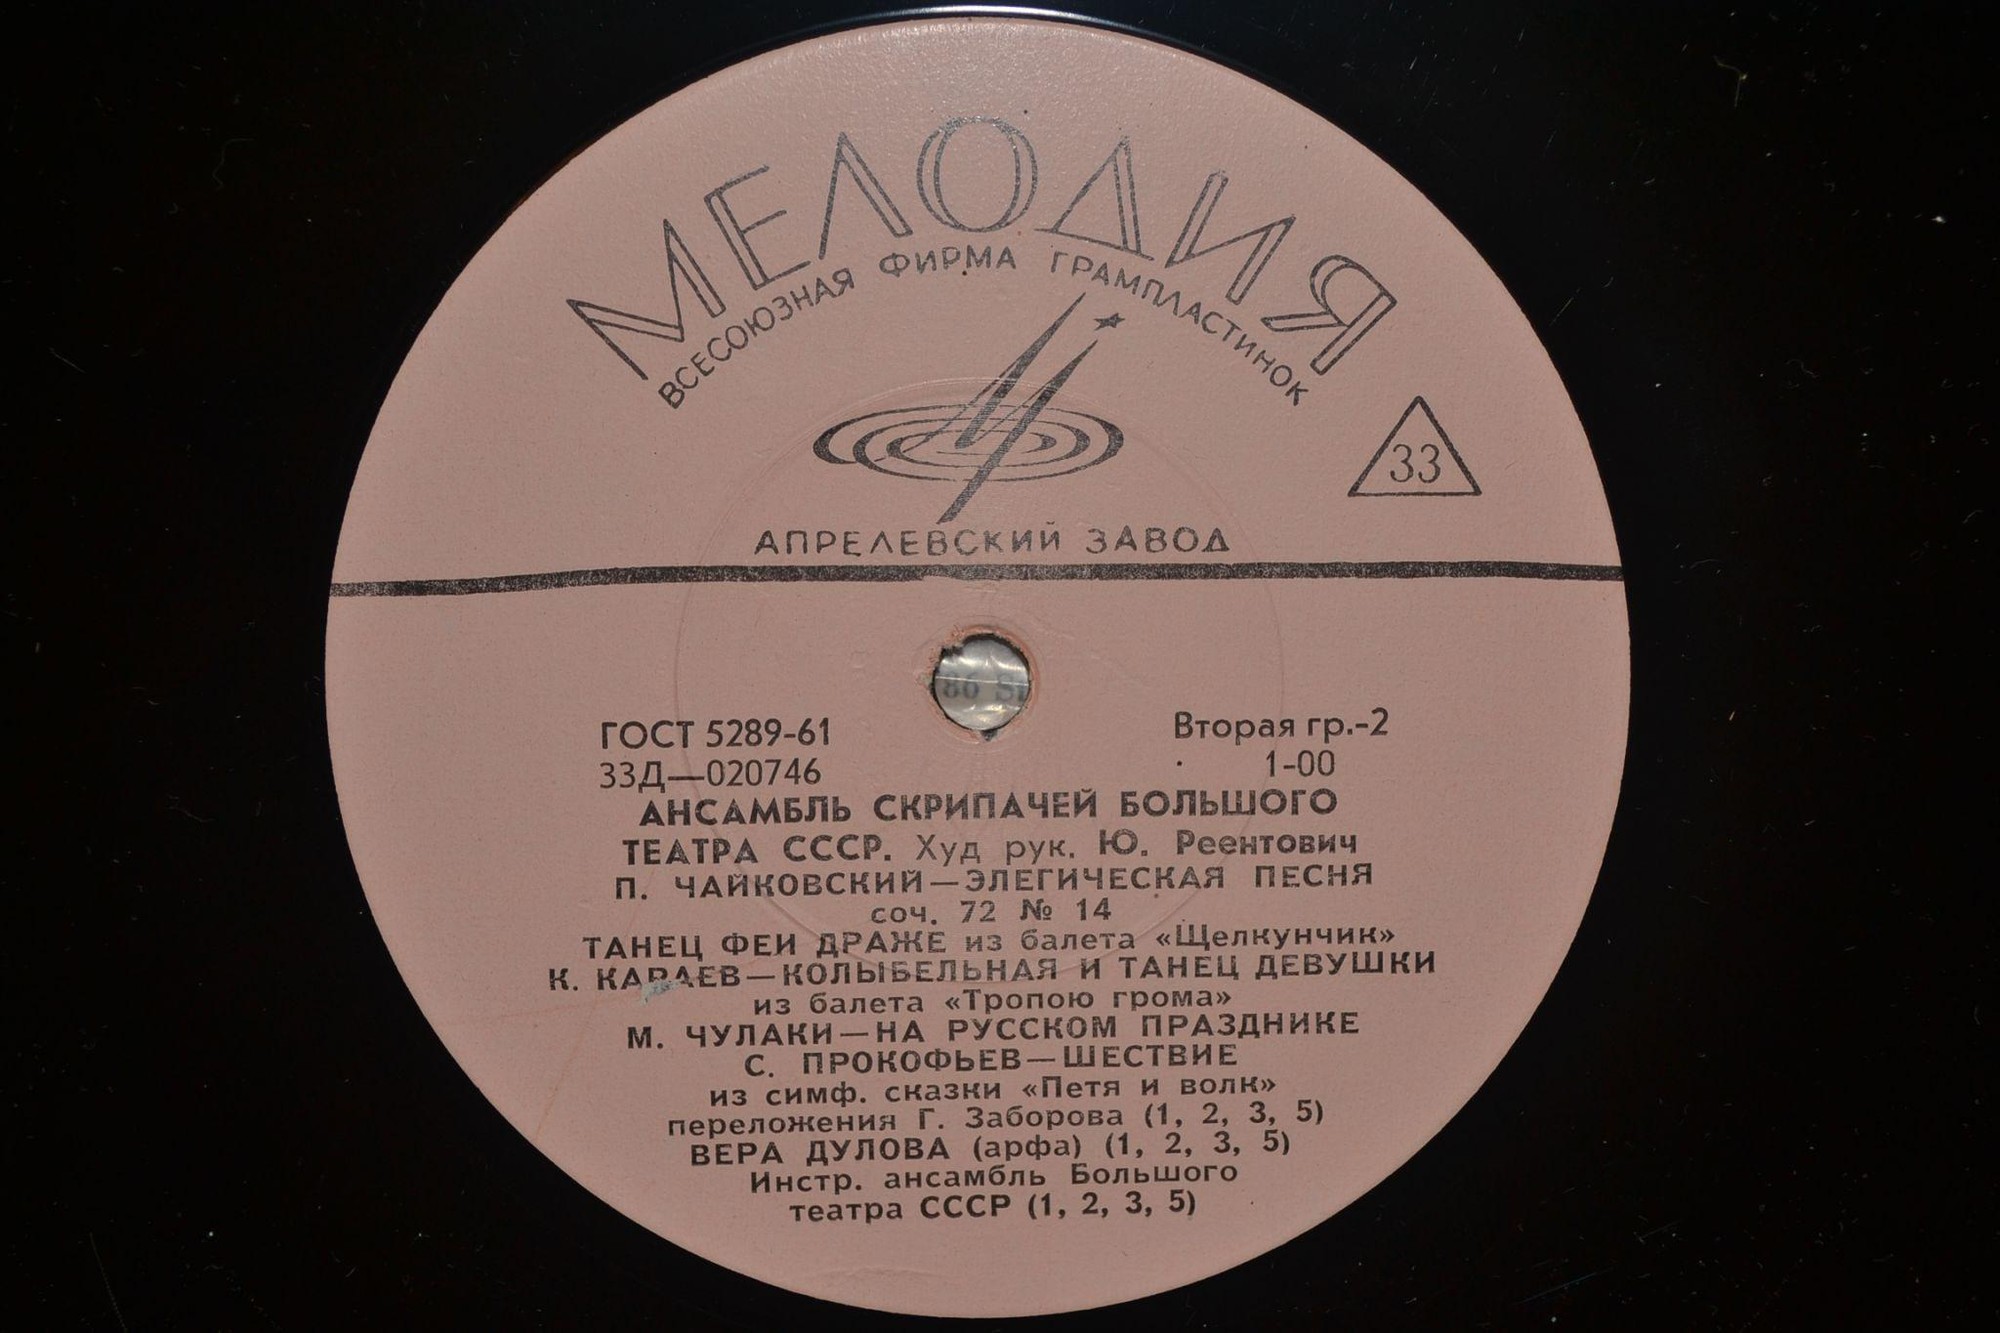 МЕЛОДИЯ
ВСЕСОЮЗНАЯ ФИРМА ГРАМПЛАСТИНОК
33
АПРЕЛЕВСКИЙ ЗАВОД
86
ГОСТ 5289-61 Вторая гр.-2
33Д—020746 1-00
АНСАМБЛЬ СКРИПАЧЕЙ БОЛЬШОГО
ТЕАТРА СССР. Худ рук. Ю. Реентович
П. ЧАЙКОВСКИЙ—ЭЛЕГИЧЕСКАЯ ПЕСНЯ
соч. 72 № 14
ТАНЕЦ ФЕИ ДРАЖЕ из балета «Щелкунчик»
К. КАРАЕВ—КОЛЫБЕЛЬНАЯ И ТАНЕЦ ДЕВУШКИ
из балета «Тропою грома»
М. ЧУЛАКИ—НА РУССКОМ ПРАЗДНИКЕ
С. ПРОКОФЬЕВ—ШЕСТВИЕ
из симф. сказки «Петя и волк»
переложения Г. Заборова (1, 2, 3, 5)
ВЕРА ДУЛОВА (арфа) (1, 2, 3, 5)
Инстр. ансамбль Большого
театра СССР (1, 2, 3, 5)